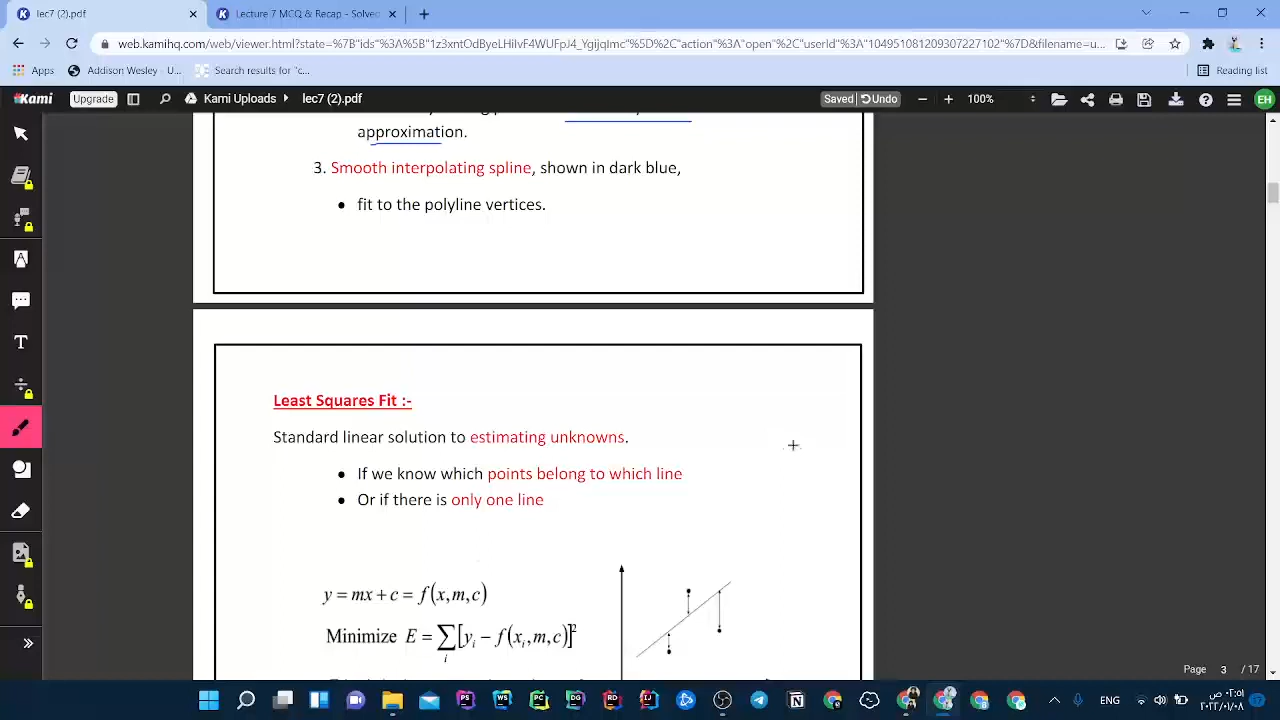 lec7 (2).pdf
Lecture 7 MCQ & Recap - Solved
web.kamihq.com/web/viewer.html?state=%7B"ids"%3A%5B"1z3xntOdByeLHiIvF4WUFpJ4_YgijqImc"%5D%2C"action"%3A"open"%2C"userId"%3A"104951081209307227102"%7D&filename=u...
Apps
Addison Wesley - U...
Search results for "c...
Reading list
Kami
Upgrade
Kami Uploads
lec7 (2).pdf
Saved
Undo
100%
EH
approximation.
3. Smooth interpolating spline, shown in dark blue,
• fit to the polyline vertices.
Least Squares Fit :-
Standard linear solution to estimating unknowns.
• If we know which points belong to which line
• Or if there is only one line
y = mx + c = f(x, m, c)
Minimize E = ∑i [yi − f(xi, m, c)]²
Page 3 / 17
ENG